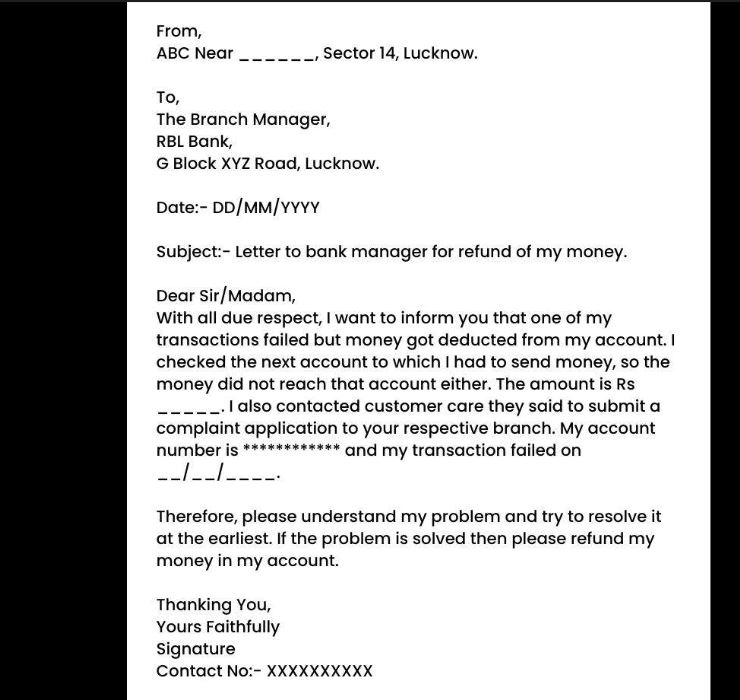 From,
ABC Near ______, Sector 14, Lucknow.
To,
The Branch Manager,
RBL Bank,
G Block XYZ Road, Lucknow.
Date:- DD/MM/YYYY
Subject:- Letter to bank manager for refund of my money.
Dear Sir/Madam,
With all due respect, I want to inform you that one of my
transactions failed but money got deducted from my account. I
checked the next account to which I had to send money, so the
money did not reach that account either. The amount is Rs
_____. I also contacted customer care they said to submit a
complaint application to your respective branch. My account
number is ************ and my transaction failed on
__/__/____.
Therefore, please understand my problem and try to resolve it
at the earliest. If the problem is solved then please refund my
money in my account.
Thanking You,
Yours Faithfully
Signature
Contact No:- XXXXXXXXXX